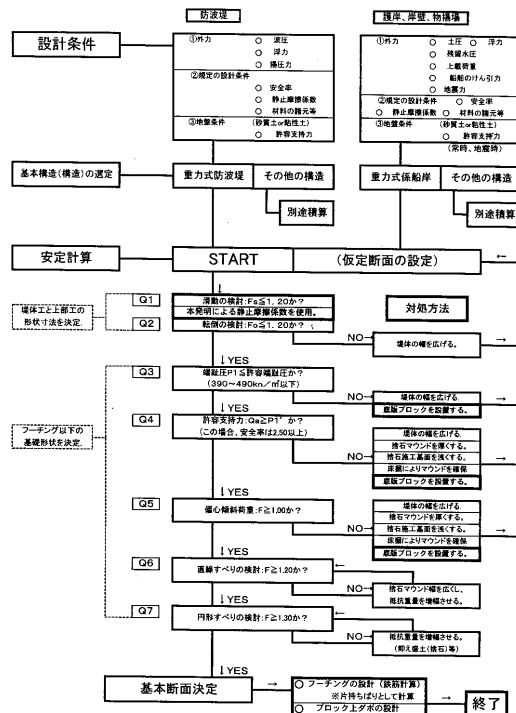 防波堤
護岸、岸壁、物揚場
設計条件
①外力
○ 波圧
○ 浮力
○ 揚圧力
②規定の設計条件
○ 安全率
○ 静止摩擦係数
○ 材料の諸元等
③地盤条件 (砂質土or粘性土)
○ 許容支持力
①外力
○ 土圧 ○ 浮力
○ 残留水圧
○ 上載荷重
○ 船舶のけん引力
○ 地震力
②規定の設計条件 ○ 安全率
○ 静止摩擦係数 ○ 材料の諸元等
③地盤条件 (砂質土or粘性土)
○ 許容支持力
(常時、地震時)
基本構造(構造)の選定
重力式防波堤
その他の構造
重力式係船岸
その他の構造
別途積算
別途積算
安定計算
START
(仮定断面の設定)
←
↓
Q1
滑動の検討:Fs≦1.20か?
本発明による静止摩擦係数を使用。
Q2
転倒の検討:Fo≦1.20か?
堤体工と上部工の
形状寸法を決定.
対処方法
NO→
堤体の幅を広げる。
→
↓YES
Q3
端趾圧P1≦許容端趾圧か?
(390~490kn/㎡以下)
NO→
堤体の幅を広げる
底版ブロックを設置する。
→
↓YES
Q4
許容支持力:Qa≧P1'か?
(この場合、安全率は2.50以上)
フーチング以下の
基礎形状を決定.
NO→
堤体の幅を広げる
捨石マウンドを厚くする。
捨石施工基面を浅くする。
床掘によりマウンドを確保
底版ブロックを設置する。
→
↓YES
Q5
偏心傾斜荷重:F≧1.00か?
NO→
堤体の幅を広げる
捨石マウンドを厚くする。
捨石施工基面を浅くする。
床掘によりマウンドを確保
底版ブロックを設置する。
→
↓YES
Q6
直線すべりの検討:F≧1.20か?
←
NO→
捨石マウンド幅を広くし、
抵抗重量を増幅させる。
↓YES
Q7
円形すべりの検討:F≧1.30か?
←
NO→
抵抗重量を増幅させる。
(抑え盛土(捨石)等)
↓YES
基本断面決定
→
○ フーチングの設計 (鉄筋計算)
※片持ちばりとして計算
○ ブロック上ダボの設計
→
終了